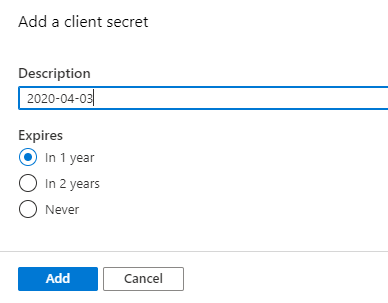 Add a client secret
Description
2020-04-03
Expires
In 1 year
In 2 years
Never
Add
Cancel